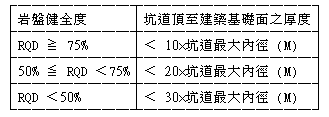 岩盤健全度 坑道頂至建築基礎面之厚度
RQD ≧ 75% < 10×坑道最大內徑 (M)
50% ≦ RQD <75% < 20×坑道最大內徑 (M)
RQD <50% < 30×坑道最大內徑 (M)